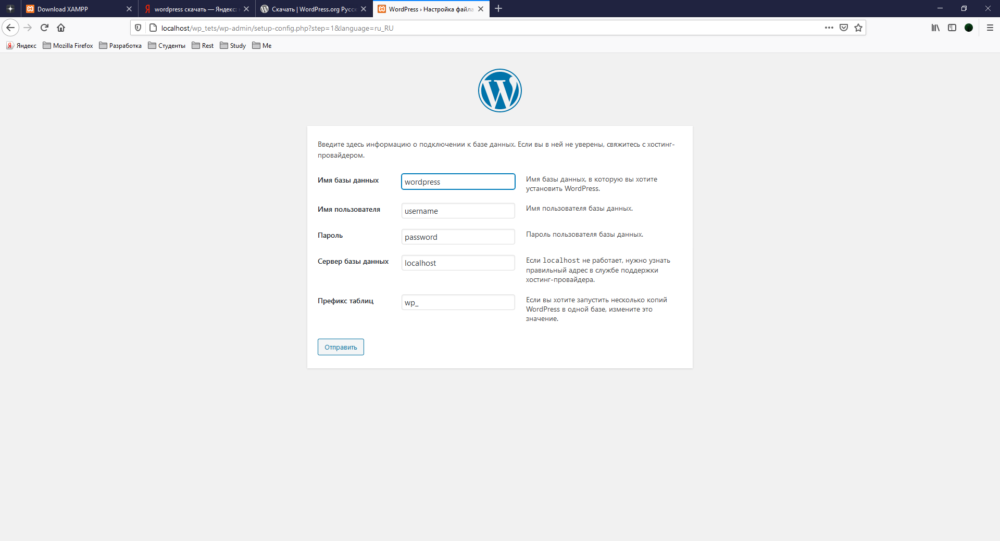 Download XAMPP
wordpress скачать — Яндекс:
Скачать | WordPress.org Русск
WordPress › Настройка файла
localhost/wp_tets/wp-admin/setup-config.php?step=1&language=ru_RU
Яндекс
Mozilla Firefox
Разработка
Студенты
Rest
Study
Me
Введите здесь информацию о подключении к базе данных. Если вы в ней не уверены, свяжитесь с хостинг-
провайдером.
Имя базы данных
wordpress
Имя базы данных, в которую вы хотите
установить WordPress.
Имя пользователя
username
Имя пользователя базы данных.
Пароль
password
Пароль пользователя базы данных.
Сервер базы данных
localhost
Если localhost не работает, нужно узнать
правильный адрес в службе поддержки
хостинг-провайдера.
Префикс таблиц
wp_
Если вы хотите запустить несколько копий
WordPress в одной базе, измените это
значение.
Отправить